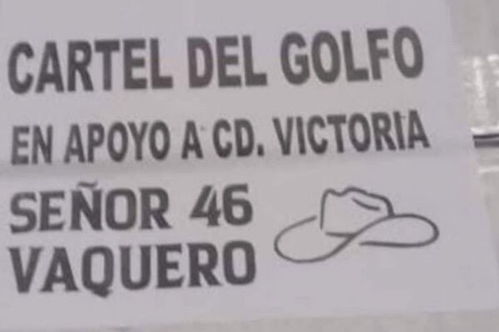 CARTEL DEL GOLFO
EN APOYO A CD. VICTORIA
SEÑOR 46
VAQUERO